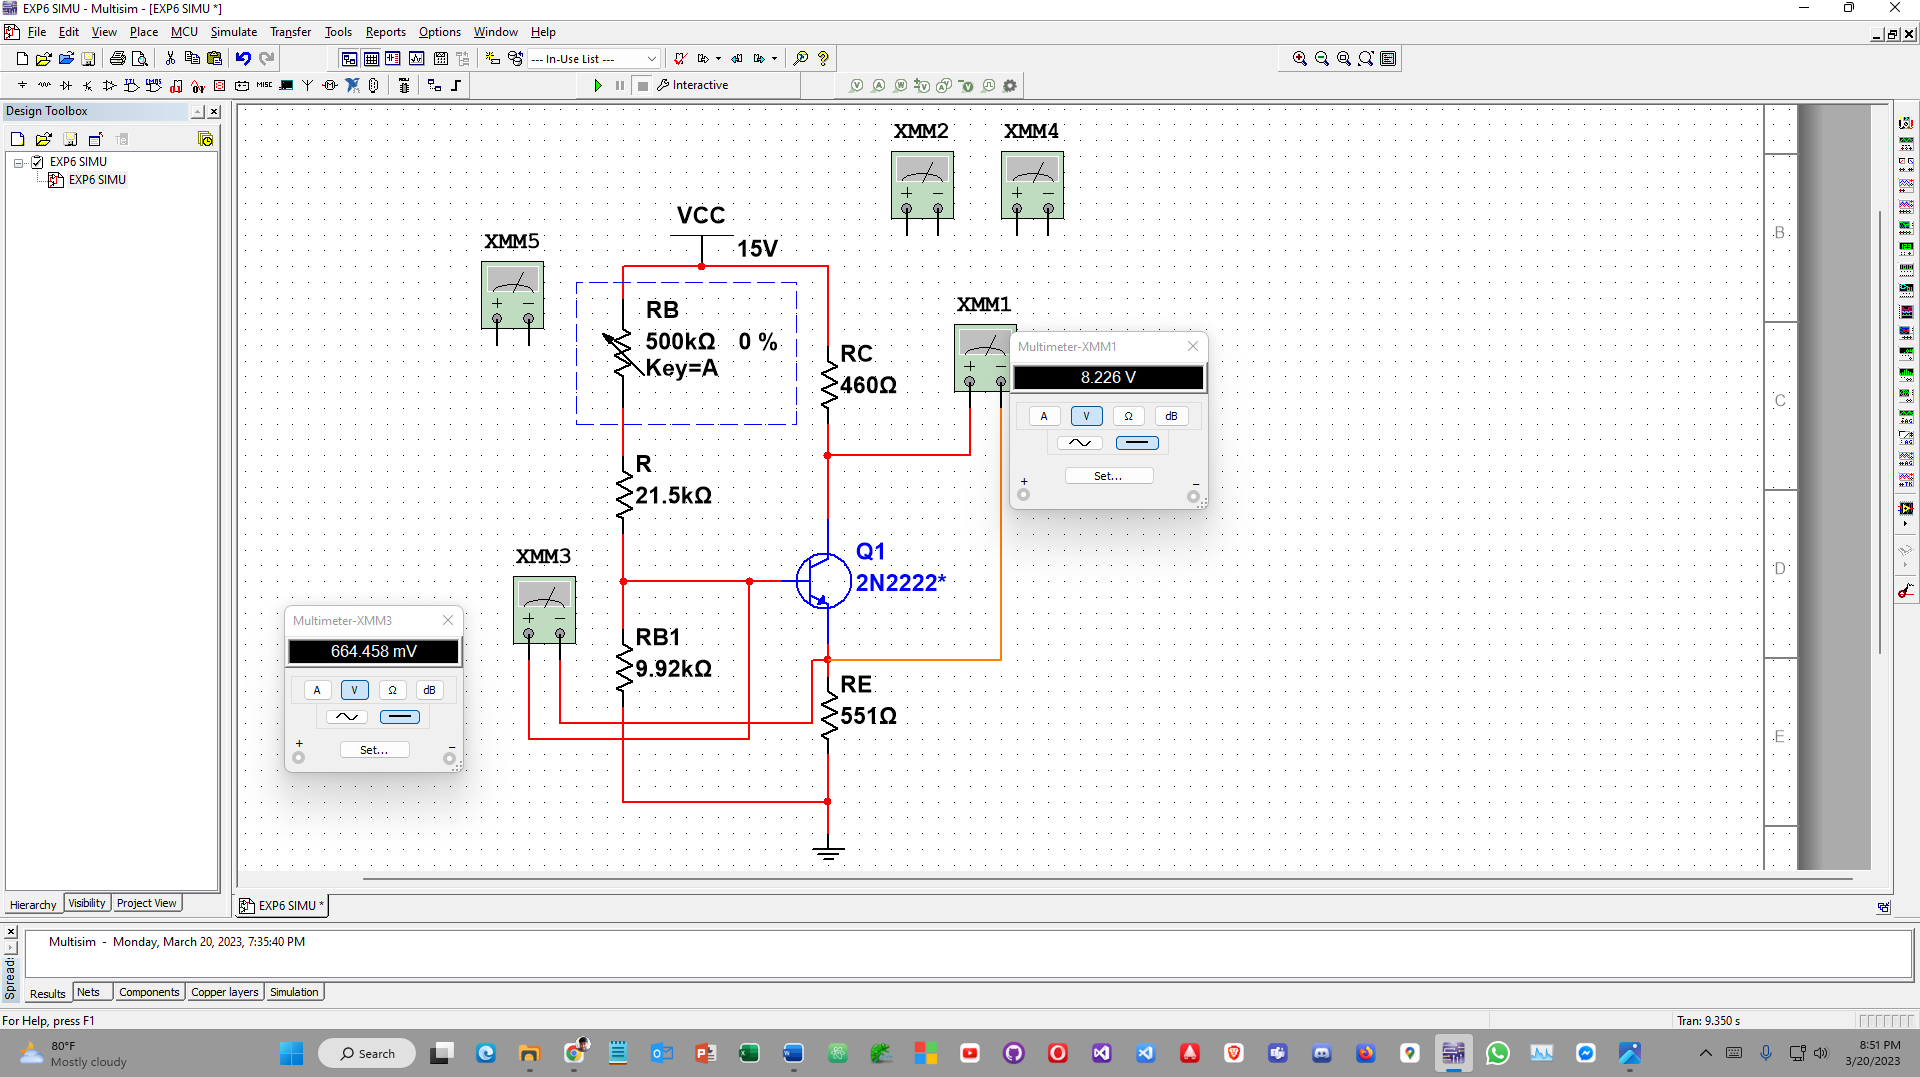 EXP6 SIMU - Multisim - [EXP6 SIMU *]
File Edit View Place MCU Simulate Transfer Tools Reports Options Window Help
--- In-Use List ---
MISC
Interactive
Design Toolbox
EXP6 SIMU
EXP6 SIMU
Hierarchy Visibility Project View
XMM2 XMM4
VCC
15V
XMM5
RB
500kΩ 0 %
Key=A
RC
460Ω
XMM1
Multimeter-XMM1
8.226 V
A V Ω dB
Set...
+ −
R
21.5kΩ
XMM3
Q1
2N2222*
Multimeter-XMM3
664.458 mV
A V Ω dB
Set...
+ −
RB1
9.92kΩ
RE
551Ω
B
C
D
E
EXP6 SIMU *
Multisim - Monday, March 20, 2023, 7:35:40 PM
Spread:
Results Nets Components Copper layers Simulation
For Help, press F1
Tran: 9.350 s
80°F
Mostly cloudy
Search
8:51 PM
3/20/2023